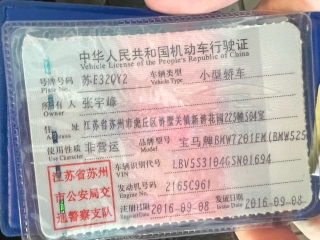 中华人民共和国机动车行驶证
Vehicle License of the People's Republic of China
号牌号码 苏E32QY2 车辆类型 小型轿车
Plate No. Vehicle Type
所有人 张宇峰
Owner
住址 江苏省苏州市
使用性质 非营运 品牌型号 宝马牌BMW7201EM(BMW525
Use Character
车辆识别代号 LBV5S3104GSN01694
VIN
发动机号码 2165C961
Engine No.
注册日期 2016-09-08 发证日期 2016-09-08
Register Date Issue Date
江苏省苏州
市公安局交
通警察支队